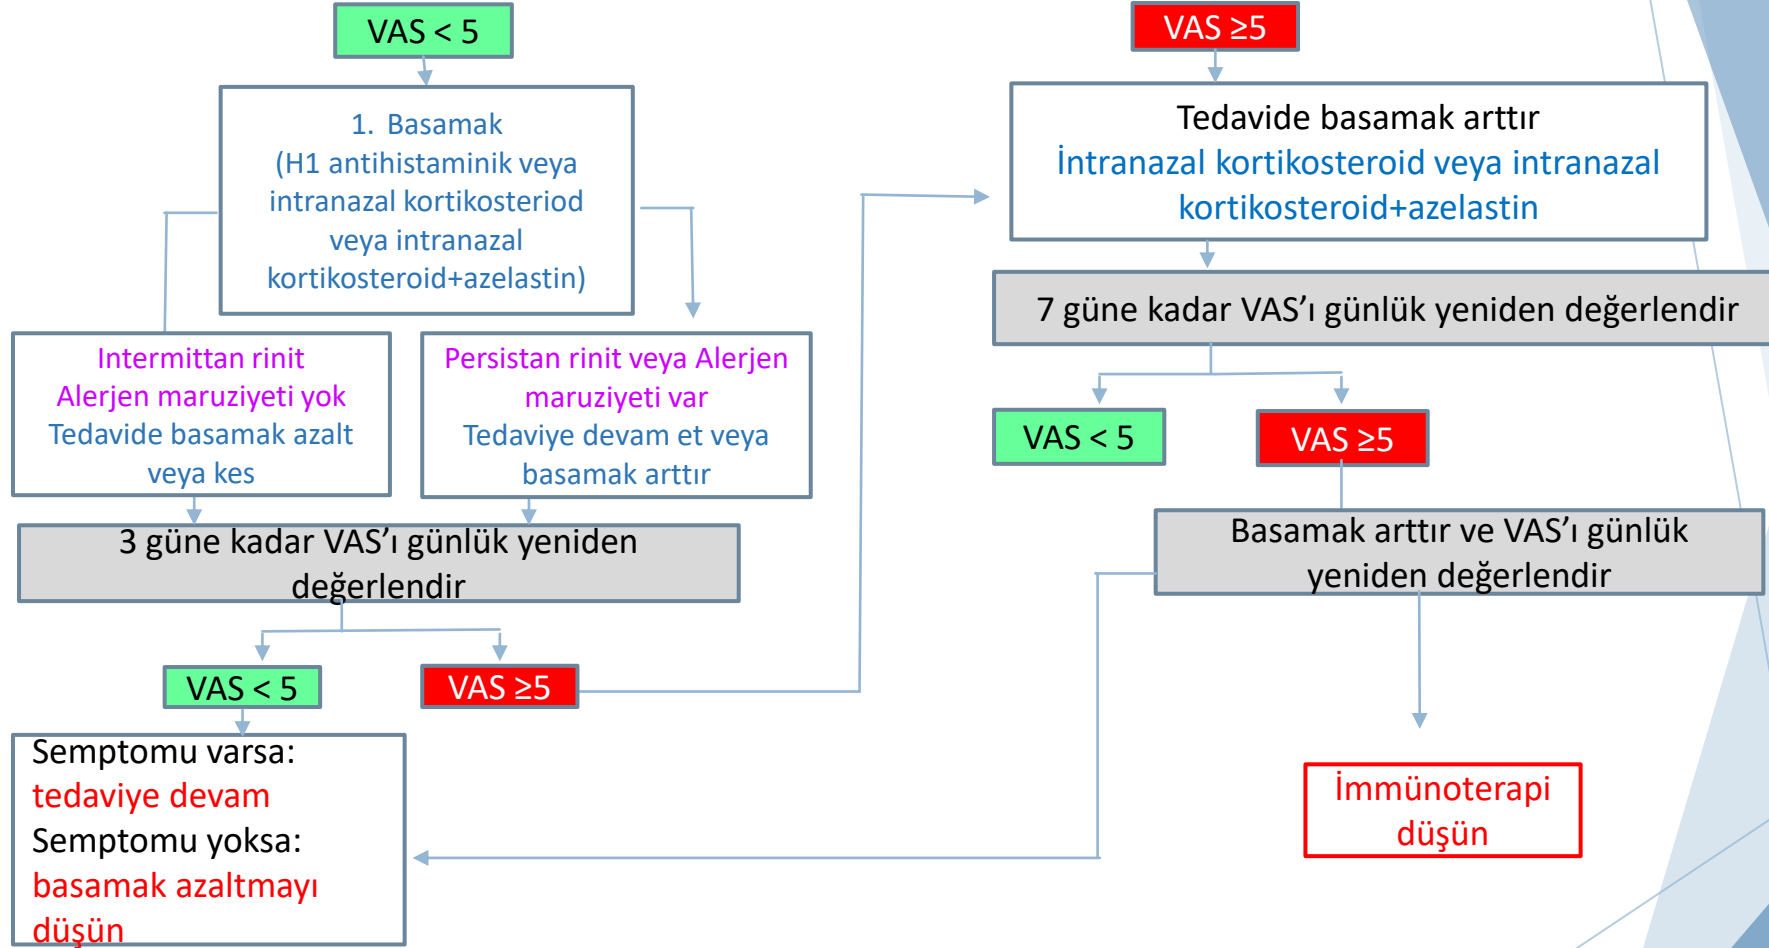 VAS < 5
1. Basamak
(H1 antihistaminik veya
intranazal kortikosteriod
veya intranazal
kortikosteroid+azelastin)
Intermittan rinit
Alerjen maruziyeti yok
Tedavide basamak azalt
veya kes
Persistan rinit veya Alerjen
maruziyeti var
Tedaviye devam et veya
basamak arttır
3 güne kadar VAS’ı günlük yeniden
değerlendir
VAS < 5
VAS ≥5
Semptomu varsa:
tedaviye devam
Semptomu yoksa:
basamak azaltmayı
düşün
VAS ≥5
Tedavide basamak arttır
İntranazal kortikosteroid veya intranazal
kortikosteroid+azelastin
7 güne kadar VAS’ı günlük yeniden değerlendir
VAS < 5
VAS ≥5
Basamak arttır ve VAS’ı günlük
yeniden değerlendir
İmmünoterapi
düşün